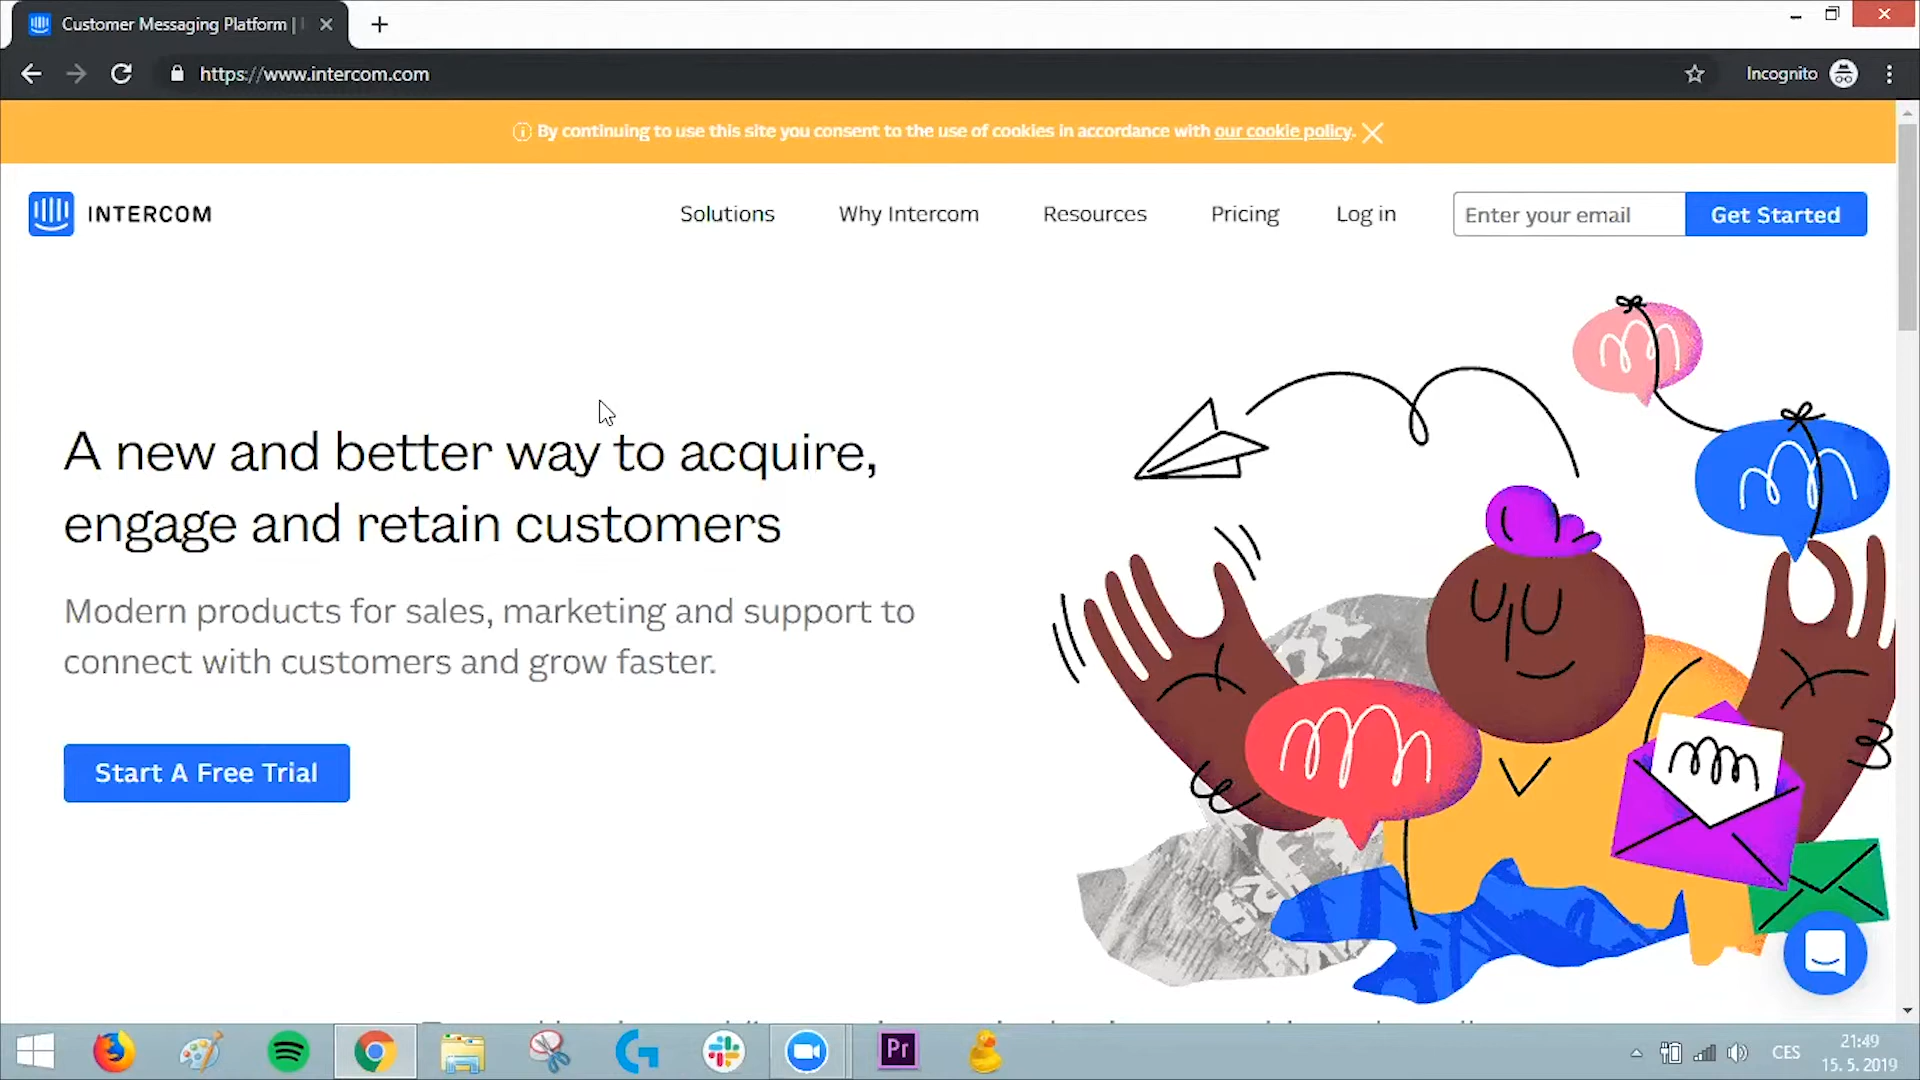 Customer Messaging Platform |
https://www.intercom.com
Incognito
By continuing to use this site you consent to the use of cookies in accordance with our cookie policy.
INTERCOM
Solutions
Why Intercom
Resources
Pricing
Log in
Enter your email
Get Started
A new and better way to acquire,
engage and retain customers
Modern products for sales, marketing and support to
connect with customers and grow faster.
Start A Free Trial
Pr
CES
21:49
15. 5. 2019